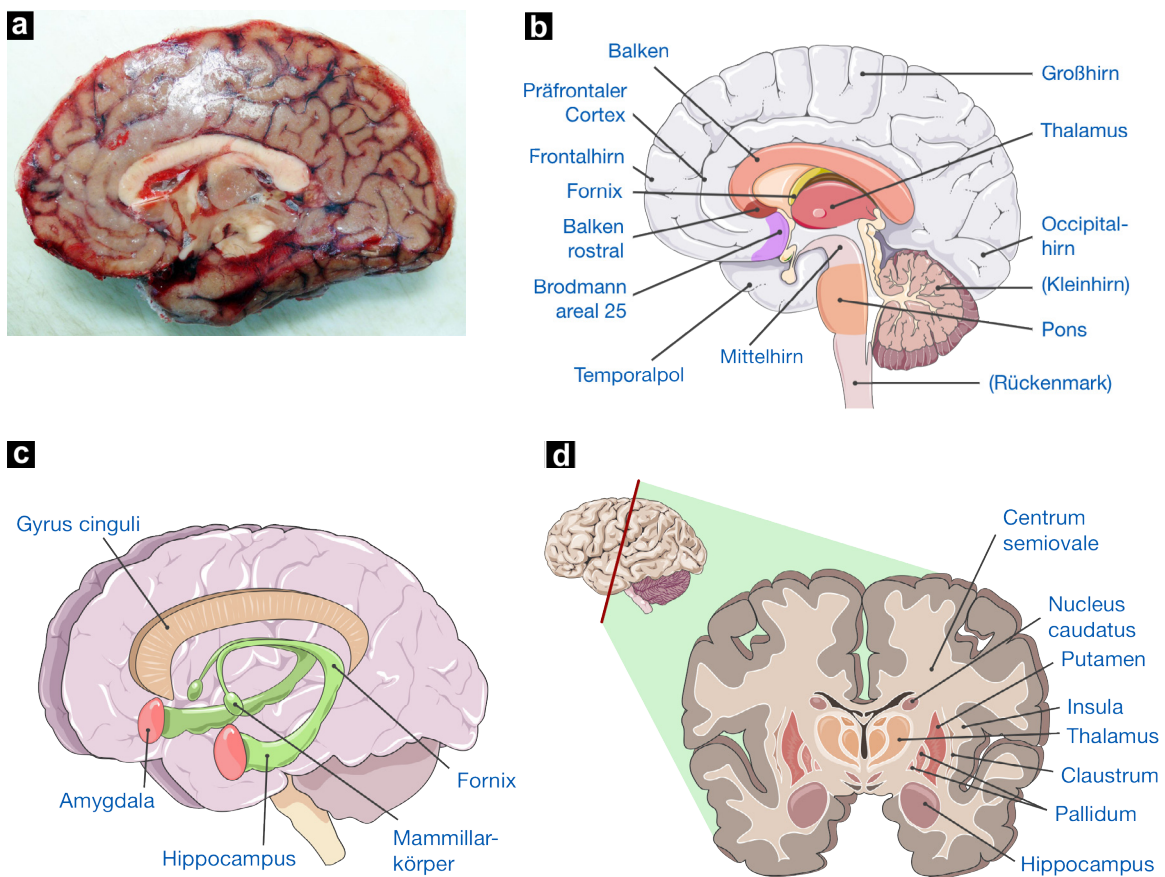 a
b
Balken
Präfrontaler
Cortex
Frontalhirn
Fornix
Balken
rostral
Brodmann
areal 25
Temporalpol
Mittelhirn
Großhirn
Thalamus
Occipital-
hirn
(Kleinhirn)
Pons
(Rückenmark)
c
Gyrus cinguli
Amygdala
Hippocampus
Mammillar-
körper
Fornix
d
Centrum
semiovale
Nucleus
caudatus
Putamen
Insula
Thalamus
Claustrum
Pallidum
Hippocampus